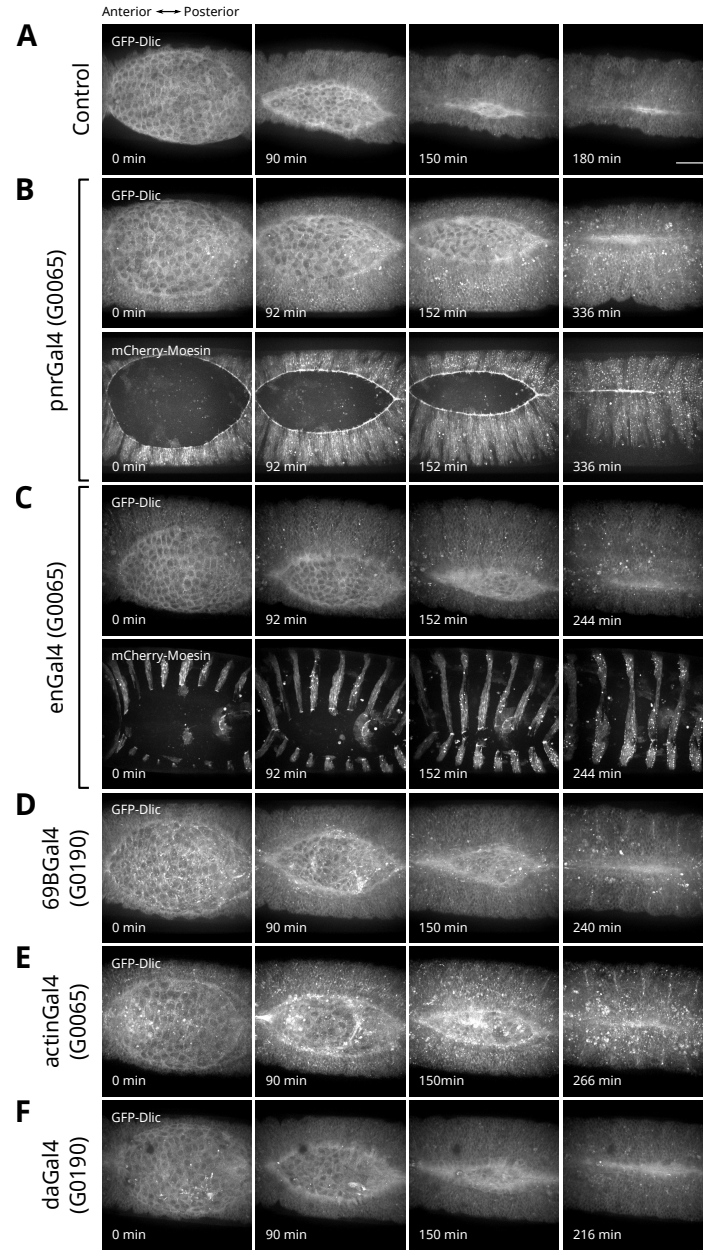 Anterior ⟷ Posterior
A
Control
GFP-Dlic
0 min
90 min
150 min
180 min
B
pnrGal4 (G0065)
GFP-Dlic
0 min
92 min
152 min
336 min
mCherry-Moesin
0 min
92 min
152 min
336 min
C
enGal4 (G0065)
GFP-Dlic
0 min
92 min
152 min
244 min
mCherry-Moesin
0 min
92 min
152 min
244 min
D
69BGal4
(G0190)
GFP-Dlic
0 min
90 min
150 min
240 min
E
actinGal4
(G0065)
GFP-Dlic
0 min
90 min
150min
266 min
F
daGal4
(G0190)
GFP-Dlic
0 min
90 min
150 min
216 min